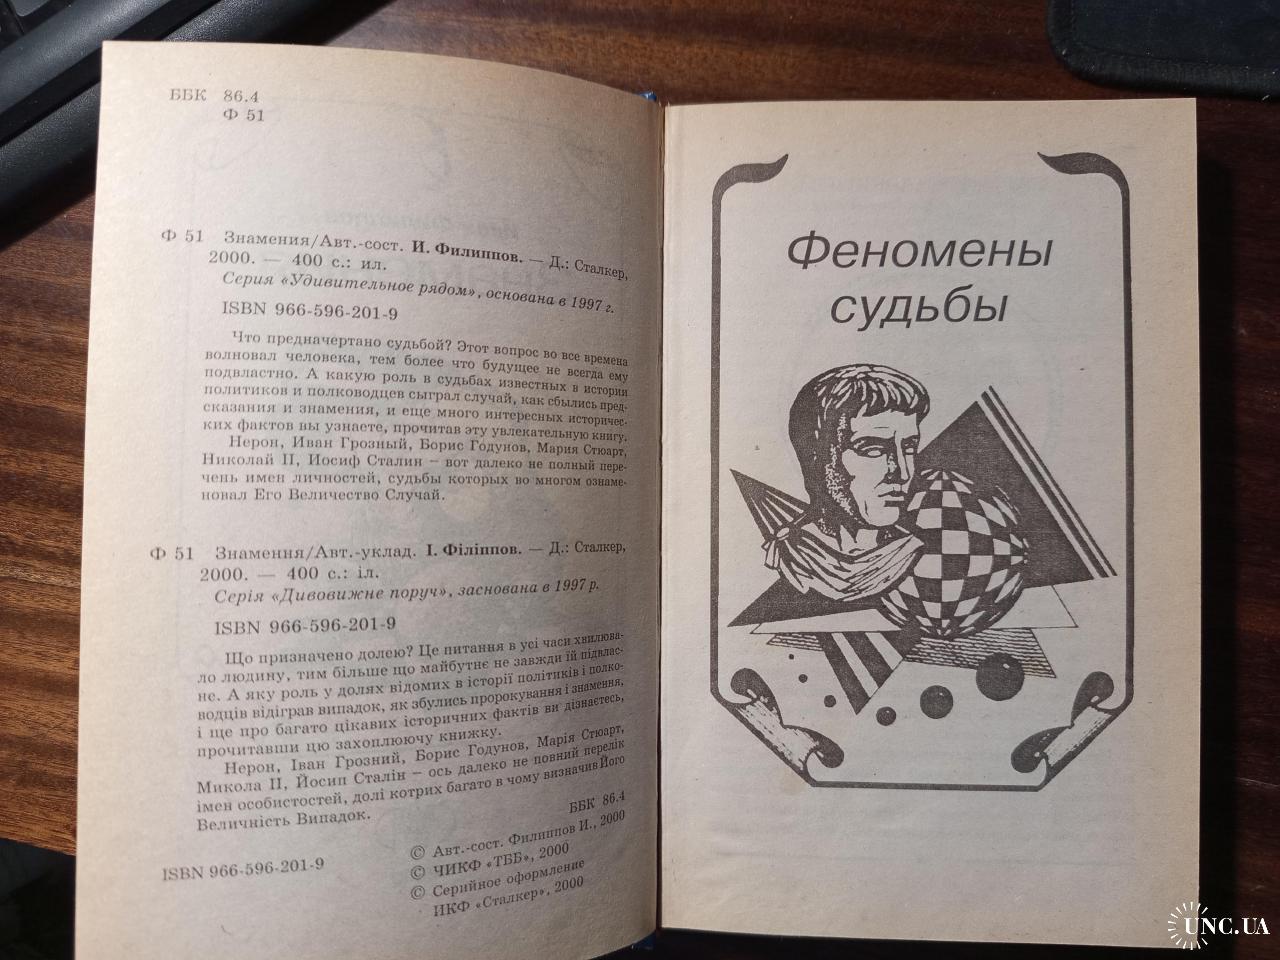 ББК 86.4
Ф 51
Ф 51 Знамения/Авт.-сост. И. Филиппов. — Д.: Сталкер,
2000. — 400 с.: ил.
Серия «Удивительное рядом», основана в 1997 г.
ISBN 966-596-201-9
Что предначертано судьбой? Этот вопрос во все времена
волновал человека, тем более что будущее не всегда ему
подвластно. А какую роль в судьбах известных в истории
политиков и полководцев сыграл случай, как сбылись пред-
сказания и знамения, и еще много интересных историчес-
ких фактов вы узнаете, прочитав эту увлекательную книгу.
Нерон, Иван Грозный, Борис Годунов, Мария Стюарт,
Николай II, Иосиф Сталин – вот далеко не полный пере-
чень имен личностей, судьбы которых во многом ознаме-
новал Его Величество Случай.
Ф 51 Знамення/Авт.-уклад. І. Філіппов. — Д.: Сталкер,
2000. — 400 с.: іл.
Серія «Дивовижне поруч», заснована в 1997 р.
ISBN 966-596-201-9
Що призначено долею? Це питання в усі часи хвилюва-
ло людину, тим більше що майбутнє не завжди їй підвлас-
не. А яку роль у долях відомих в історії політиків і полко-
водців відіграв випадок, як збулись пророкування і знамення,
і ще про багато цікавих історичних фактів ви дізнаєтесь,
прочитавши цю захоплюючу книжку.
Нерон, Іван Грозний, Борис Годунов, Марія Стюарт,
Микола II, Йосип Сталін – ось далеко не повний перелік
імен особистостей, долі котрих багато в чому визначив Його
Величність Випадок.
ББК 86.4
© Авт.-сост. Филиппов И., 2000
© ЧИКФ «ТББ», 2000
© Серийное оформление
ИКФ «Сталкер», 2000
ISBN 966-596-201-9
Феномены
судьбы
UNC.UA